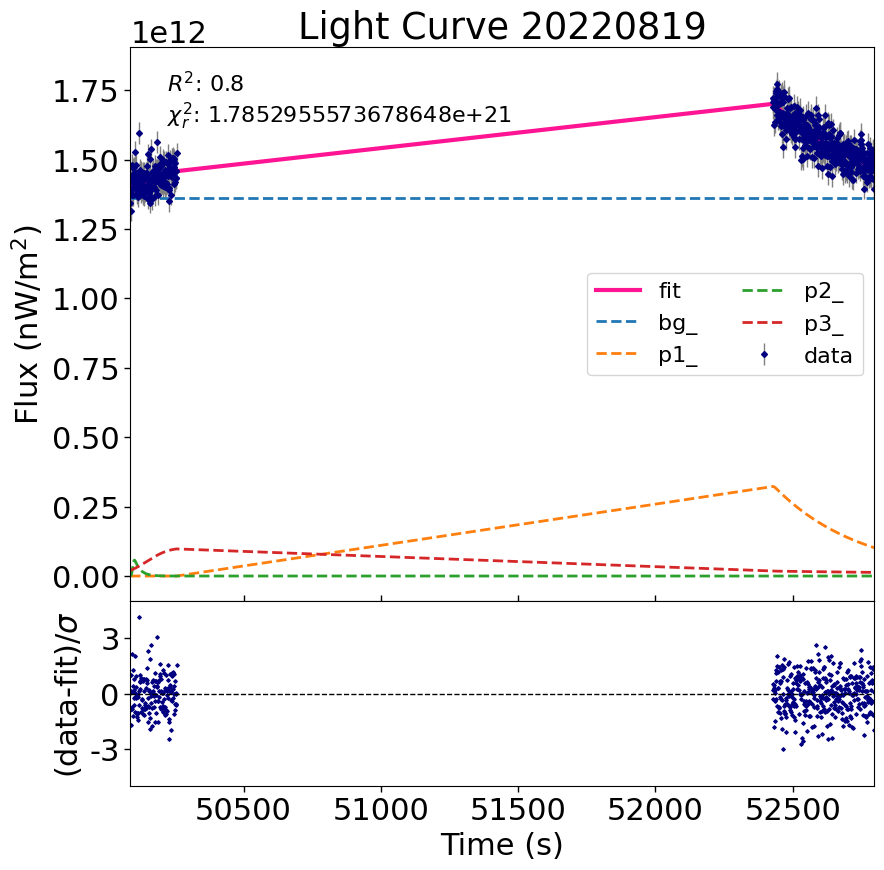 Light Curve 20220819
1e12
R²: 0.8
χ²ᵣ: 1.7852955573678648e+21
1.75
1.50
1.25
1.00
0.75
0.50
0.25
0.00
Flux (nW/m²)
fit
bg_
p1_
p2_
p3_
data
3
0
-3
(data-fit)/σ
50500 51000 51500 52000 52500
Time (s)